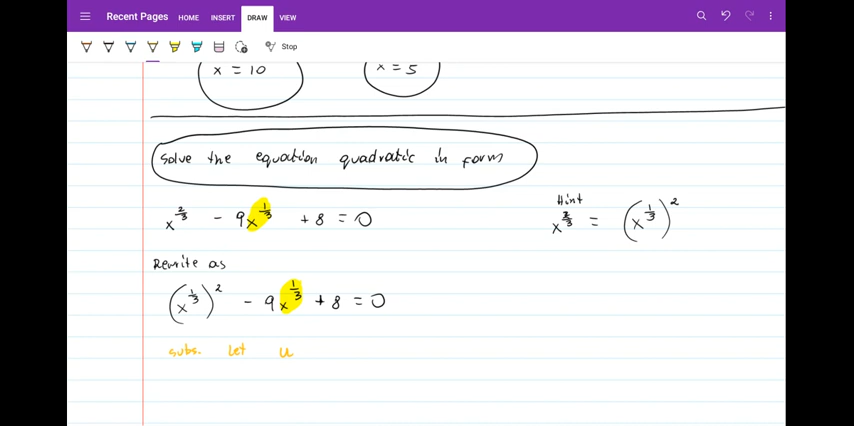 Recent Pages HOME INSERT DRAW VIEW
Stop
x = 10 x = 5
Solve the equation quadratic in form
Hint
x^(2/3) - 9x^(1/3) + 8 = 0
x^(2/3) = (x^(1/3))^2
Rewrite as
(x^(1/3))^2 - 9x^(1/3) + 8 = 0
subs. Let u